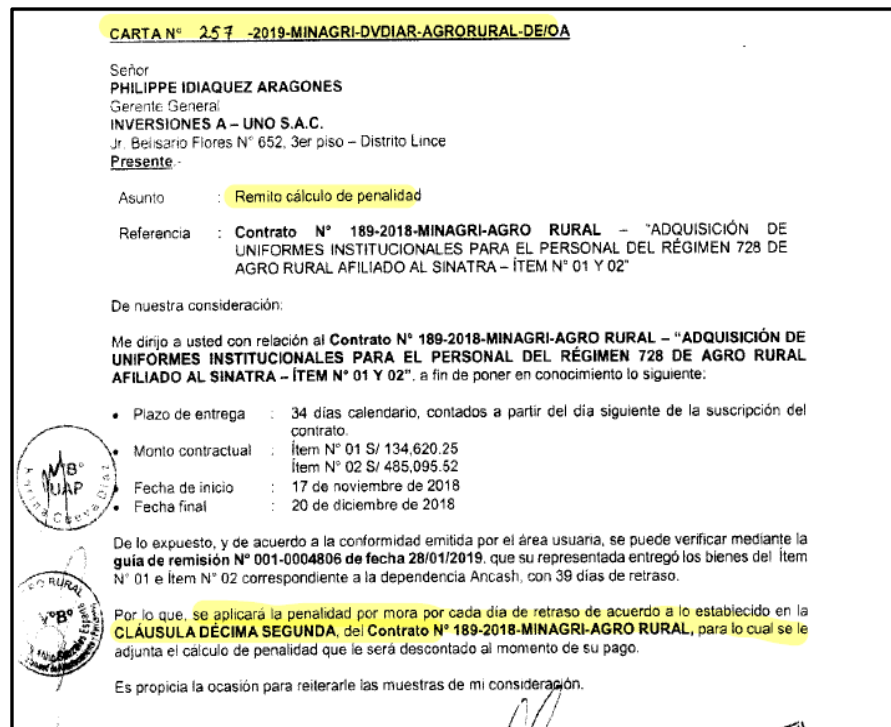 CARTA N° 257 -2019-MINAGRI-DVDIAR-AGRORURAL-DE/OA
Señor
PHILIPPE IDIAQUEZ ARAGONES
Gerente General
INVERSIONES A – UNO S.A.C.
Jr. Belisario Flores N° 652, 3er piso – Distrito Lince
Presente.-
Asunto : Remito cálculo de penalidad
Referencia : Contrato N° 189-2018-MINAGRI-AGRO RURAL – "ADQUISICIÓN DE
UNIFORMES INSTITUCIONALES PARA EL PERSONAL DEL RÉGIMEN 728 DE
AGRO RURAL AFILIADO AL SINATRA – ÍTEM N° 01 Y 02"
De nuestra consideración:
Me dirijo a usted con relación al Contrato N° 189-2018-MINAGRI-AGRO RURAL – "ADQUISICIÓN DE
UNIFORMES INSTITUCIONALES PARA EL PERSONAL DEL RÉGIMEN 728 DE AGRO RURAL
AFILIADO AL SINATRA – ÍTEM N° 01 Y 02", a fin de poner en conocimiento lo siguiente:
• Plazo de entrega : 34 días calendario, contados a partir del día siguiente de la suscripción del
contrato.
• Monto contractual : Ítem N° 01 S/ 134,620.25
Ítem N° 02 S/ 485,095.52
• Fecha de inicio : 17 de noviembre de 2018
• Fecha final : 20 de diciembre de 2018
V°B°
UAP
De lo expuesto, y de acuerdo a la conformidad emitida por el área usuaria, se puede verificar mediante la
guía de remisión N° 001-0004806 de fecha 28/01/2019, que su representada entregó los bienes del Ítem
N° 01 e Ítem N° 02 correspondiente a la dependencia Ancash, con 39 días de retraso.
RURAL
V°B°
Por lo que, se aplicará la penalidad por mora por cada día de retraso de acuerdo a lo establecido en la
CLÁUSULA DÉCIMA SEGUNDA, del Contrato N° 189-2018-MINAGRI-AGRO RURAL, para lo cual se le
adjunta el cálculo de penalidad que le será descontado al momento de su pago.
Es propicia la ocasión para reiterarle las muestras de mi consideración.